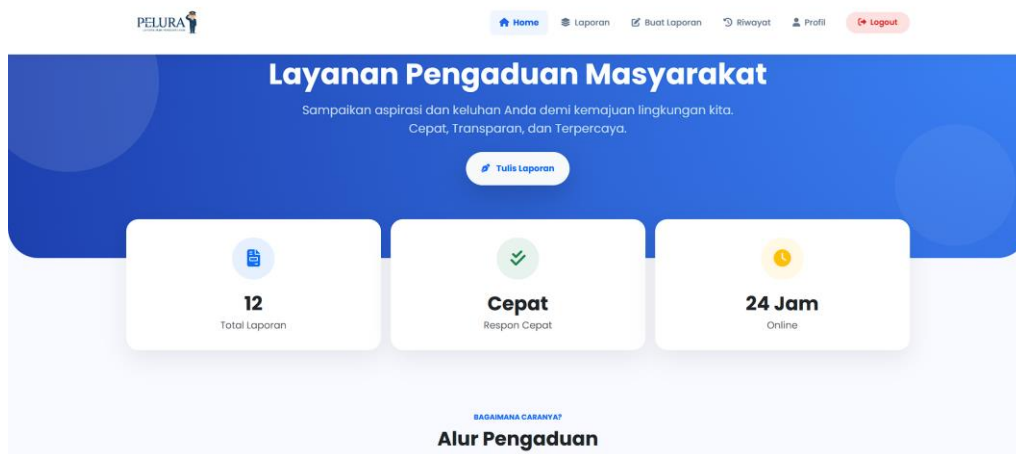 PELURA
Home
Laporan
Buat Laporan
Riwayat
Profil
Logout
Layanan Pengaduan Masyarakat
Sampaikan aspirasi dan keluhan Anda demi kemajuan lingkungan kita.
Cepat, Transparan, dan Terpercaya.
Tulis Laporan
12
Total Laporan
Cepat
Respon Cepat
24 Jam
Online
BAGAIMANA CARANYA?
Alur Pengaduan